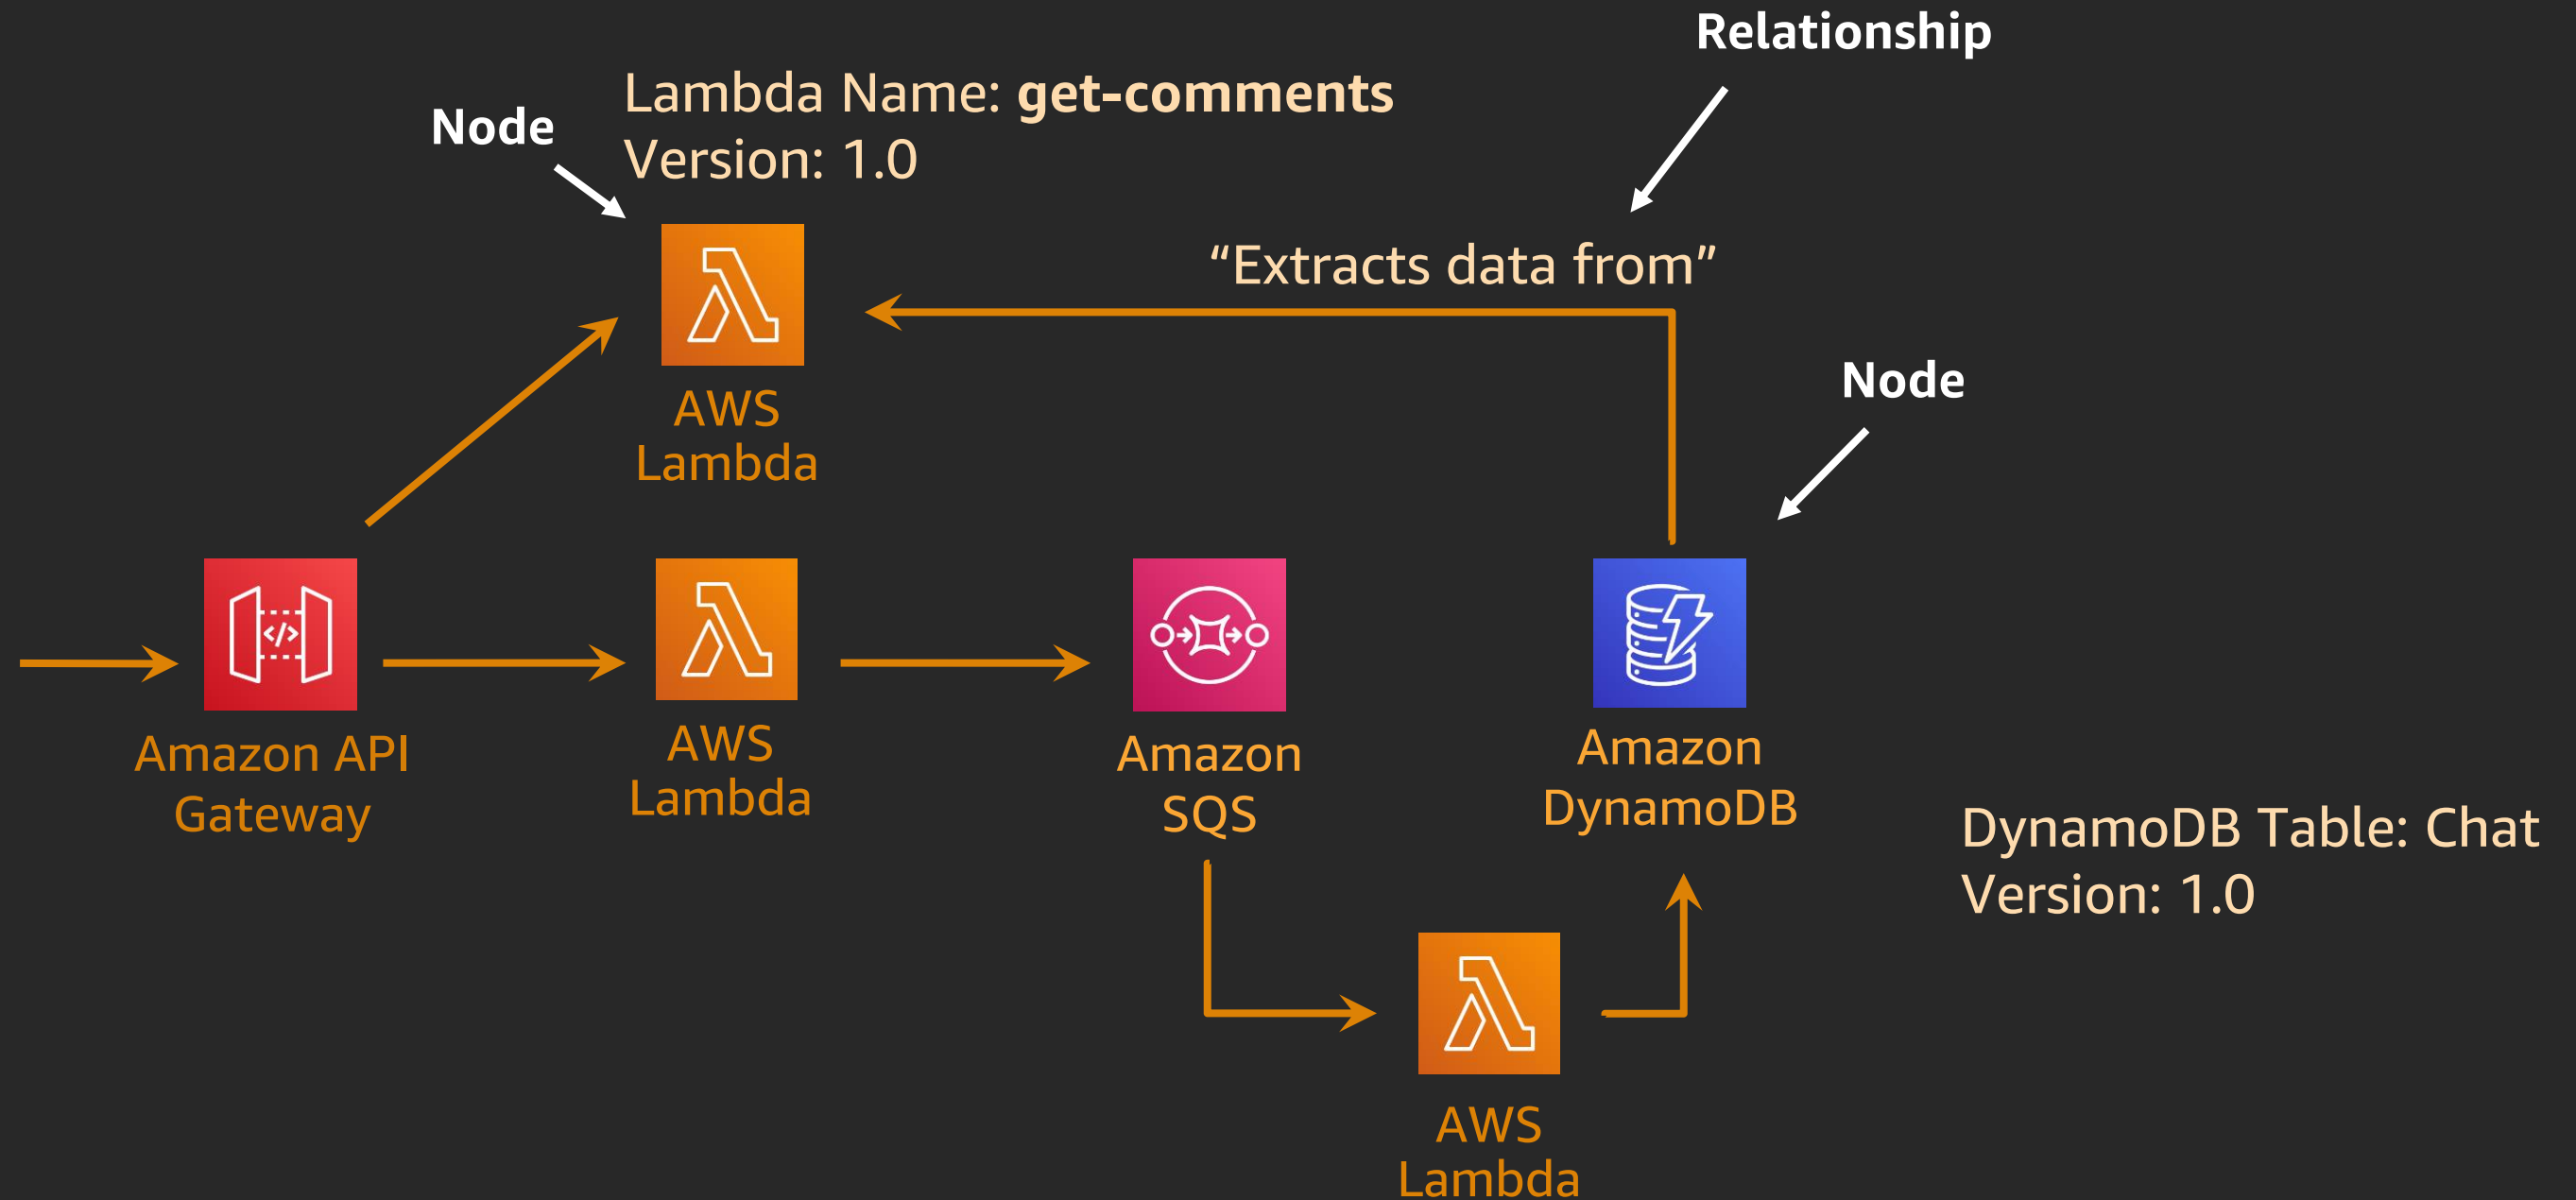 Relationship
Lambda Name: get-comments
Version: 1.0
Node
“Extracts data from”
AWS
Lambda
Node
Amazon API
Gateway
AWS
Lambda
Amazon
SQS
Amazon
DynamoDB
DynamoDB Table: Chat
Version: 1.0
AWS
Lambda